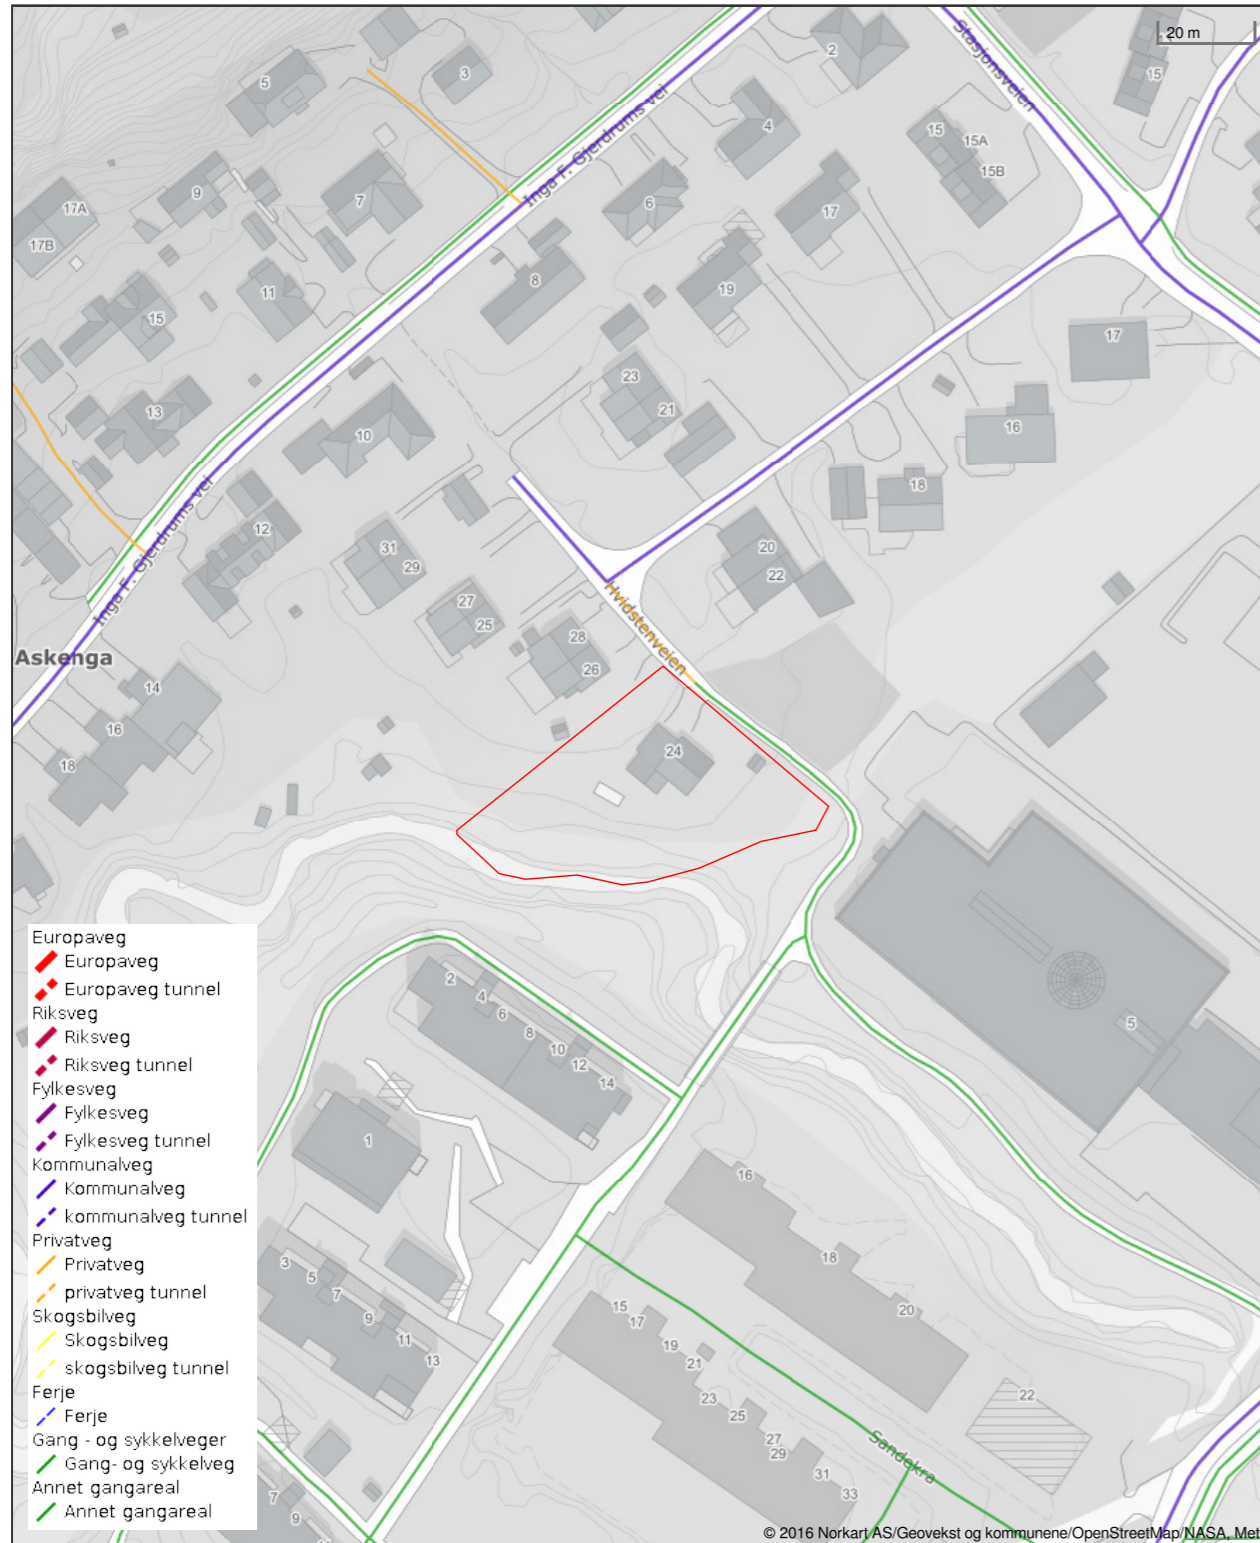 20 m
Stasjonsveien
2
15
5
3
4
15
15A
15B
Inga F. Gjerdrums vei
9
7
6
17
17A
17B
8
19
11
15
17
23
21
13
10
16
18
12
31
29
20
22
Inga F. Gjerdrums vei
27
25
28
26
Hvidstenveien
Askenga
14
16
18
24
2
4
6
8
10
12
14
5
1
16
18
20
3
5
7
9
11
13
15
17
19
21
23
25
27
29
31
33
22
Sandekra
7
9
Europaveg
Europaveg
Europaveg tunnel
Riksveg
Riksveg
Riksveg tunnel
Fylkesveg
Fylkesveg
Fylkesveg tunnel
Kommunalveg
Kommunalveg
kommunalveg tunnel
Privatveg
Privatveg
privatveg tunnel
Skogsbilveg
Skogsbilveg
skogsbilveg tunnel
Ferje
Ferje
Gang - og sykkelveger
Gang- og sykkelveg
Annet gangareal
Annet gangareal
© 2016 Norkart AS/Geovekst og kommunene/OpenStreetMap/NASA, Met